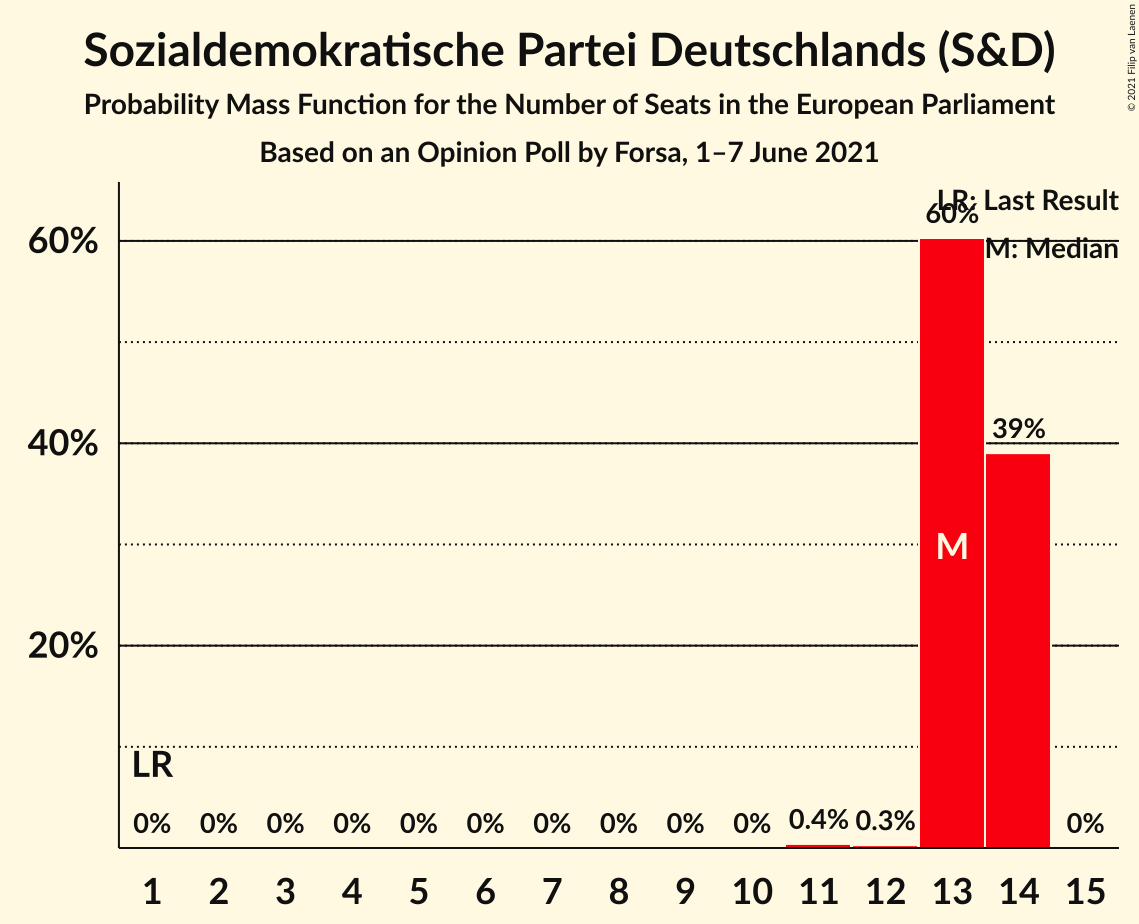 Sozialdemokratische Partei Deutschlands (S&D)
Probability Mass Function for the Number of Seats in the European Parliament
Based on an Opinion Poll by Forsa, 1–7 June 2021
© 2021 Filip van Laenen
LR: Last Result
M: Median
60%
40%
20%
60%
39%
M
LR
0% 0% 0% 0% 0% 0% 0% 0% 0% 0% 0.4% 0.3% 0%
1 2 3 4 5 6 7 8 9 10 11 12 13 14 15